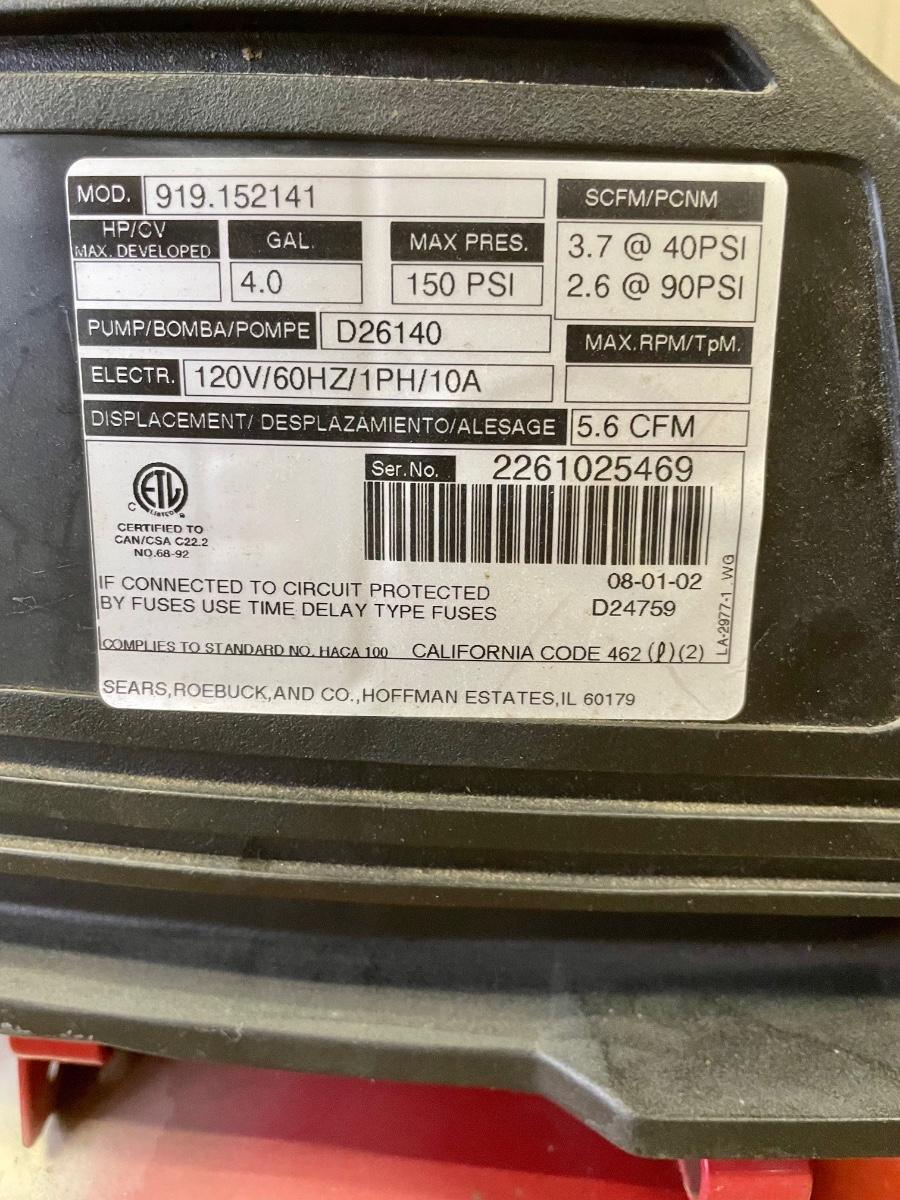 MOD. 919.152141
SCFM/PCNM
3.7 @ 40PSI
2.6 @ 90PSI
HP/CV
MAX. DEVELOPED
GAL.
4.0
MAX PRES.
150 PSI
PUMP/BOMBA/POMPE D26140
MAX.RPM/TpM.
ELECTR. 120V/60HZ/1PH/10A
DISPLACEMENT/ DESPLAZAMIENTO/ALESAGE 5.6 CFM
C ETL LISTED
CERTIFIED TO
CAN/CSA C22.2
NO.68-92
Ser.No. 2261025469
IF CONNECTED TO CIRCUIT PROTECTED
BY FUSES USE TIME DELAY TYPE FUSES
08-01-02
D24759
LA-2977-1 WG
COMPLIES TO STANDARD NO. HACA 100 CALIFORNIA CODE 462 (l)(2)
SEARS,ROEBUCK,AND CO.,HOFFMAN ESTATES,IL 60179